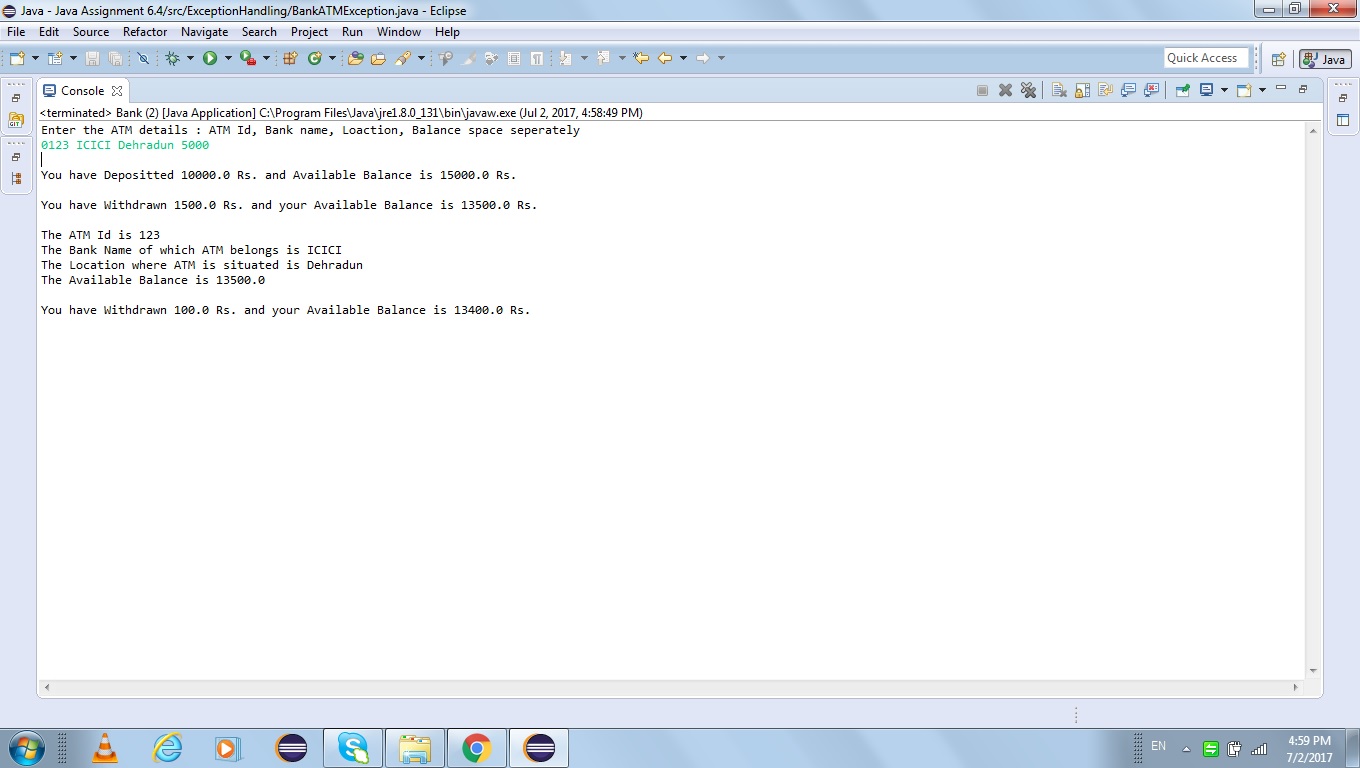 Java - Java Assignment 6.4/src/ExceptionHandling/BankATMException.java - Eclipse
File Edit Source Refactor Navigate Search Project Run Window Help
Quick Access
Java
Console
<terminated> Bank (2) [Java Application] C:\Program Files\Java\jre1.8.0_131\bin\javaw.exe (Jul 2, 2017, 4:58:49 PM)
Enter the ATM details : ATM Id, Bank name, Loaction, Balance space seperately
0123 ICICI Dehradun 5000
You have Depositted 10000.0 Rs. and Available Balance is 15000.0 Rs.
You have Withdrawn 1500.0 Rs. and your Available Balance is 13500.0 Rs.
The ATM Id is 123
The Bank Name of which ATM belongs is ICICI
The Location where ATM is situated is Dehradun
The Available Balance is 13500.0
You have Withdrawn 100.0 Rs. and your Available Balance is 13400.0 Rs.
EN
4:59 PM
7/2/2017